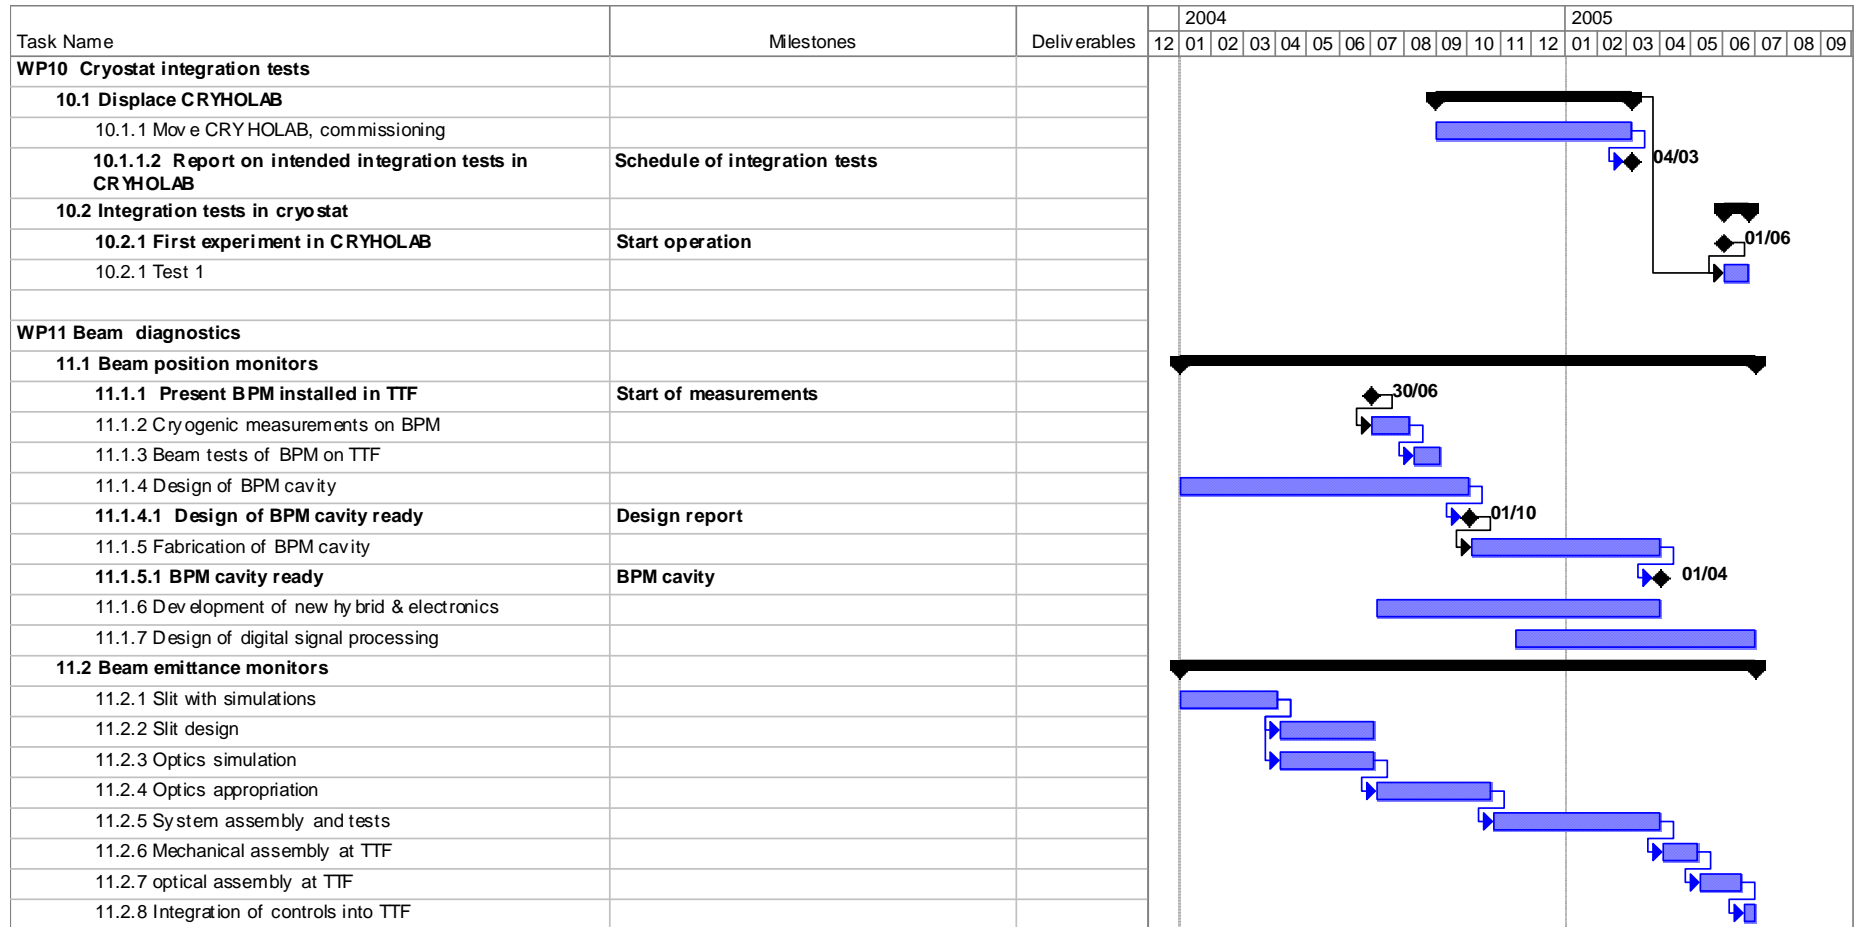 2004 2005
Task Name Milestones Deliverables 12 01 02 03 04 05 06 07 08 09 10 11 12 01 02 03 04 05 06 07 08 09
WP10 Cryostat integration tests
10.1 Displace CRYHOLAB
10.1.1 Move CRYHOLAB, commissioning
10.1.1.2 Report on intended integration tests in Schedule of integration tests 04/03
CRYHOLAB
10.2 Integration tests in cryostat
10.2.1 First experiment in CRYHOLAB Start operation 01/06
10.2.1 Test 1
WP11 Beam diagnostics
11.1 Beam position monitors
11.1.1 Present BPM installed in TTF Start of measurements 30/06
11.1.2 Cryogenic measurements on BPM
11.1.3 Beam tests of BPM on TTF
11.1.4 Design of BPM cavity
11.1.4.1 Design of BPM cavity ready Design report 01/10
11.1.5 Fabrication of BPM cavity
11.1.5.1 BPM cavity ready BPM cavity 01/04
11.1.6 Development of new hybrid & electronics
11.1.7 Design of digital signal processing
11.2 Beam emittance monitors
11.2.1 Slit with simulations
11.2.2 Slit design
11.2.3 Optics simulation
11.2.4 Optics appropriation
11.2.5 System assembly and tests
11.2.6 Mechanical assembly at TTF
11.2.7 optical assembly at TTF
11.2.8 Integration of controls into TTF